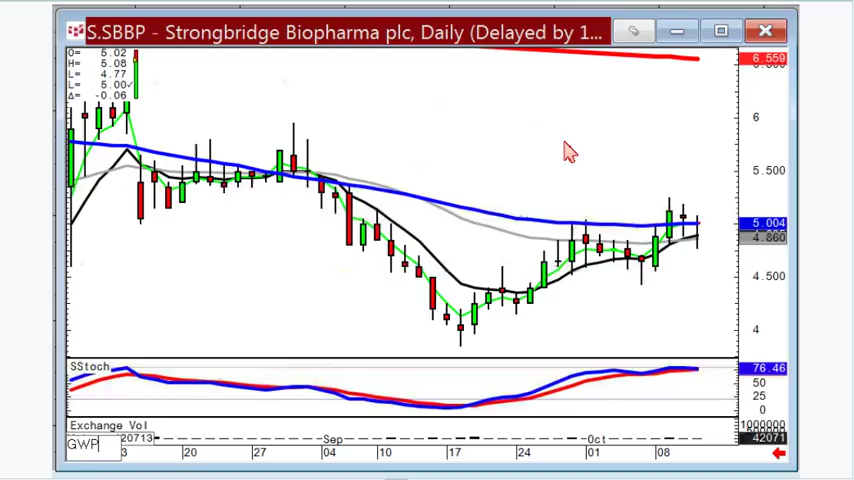 S.SBBP - Strongbridge Biopharma plc, Daily (Delayed by 1...
O= 5.02
H= 5.08
L= 4.77
L= 5.00✓
Δ= -0.06
6.559
6
5.500
5.004
4.860
4.500
4
SStoch
76.46
50
25
0
Exchange Vol
1000000
20713
42071
GWP
3 20 27 Sep 04 10 17 24 Oct 01 08